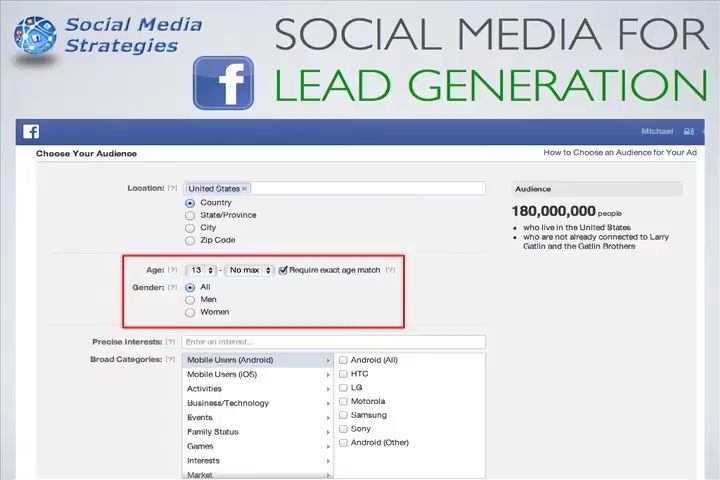 Social Media
Strategies
SOCIAL MEDIA FOR
f LEAD GENERATION
f Michael
Choose Your Audience How to Choose an Audience for Your Ad
Location: [?] United States × Audience
Country
180,000,000 people
State/Province
City
Zip Code
• who live in the United States
• who are not already connected to Larry
Gatlin and the Gatlin Brothers
Age: [?] 13 - No max Require exact age match [?]
Gender: [?] All
Men
Women
Precise Interests: [?] Enter an interest...
Broad Categories: [?] Mobile Users (Android) Android (All)
Mobile Users (iOS) HTC
Activities LG
Business/Technology Motorola
Events Samsung
Family Status Sony
Games Android (Other)
Interests
Market